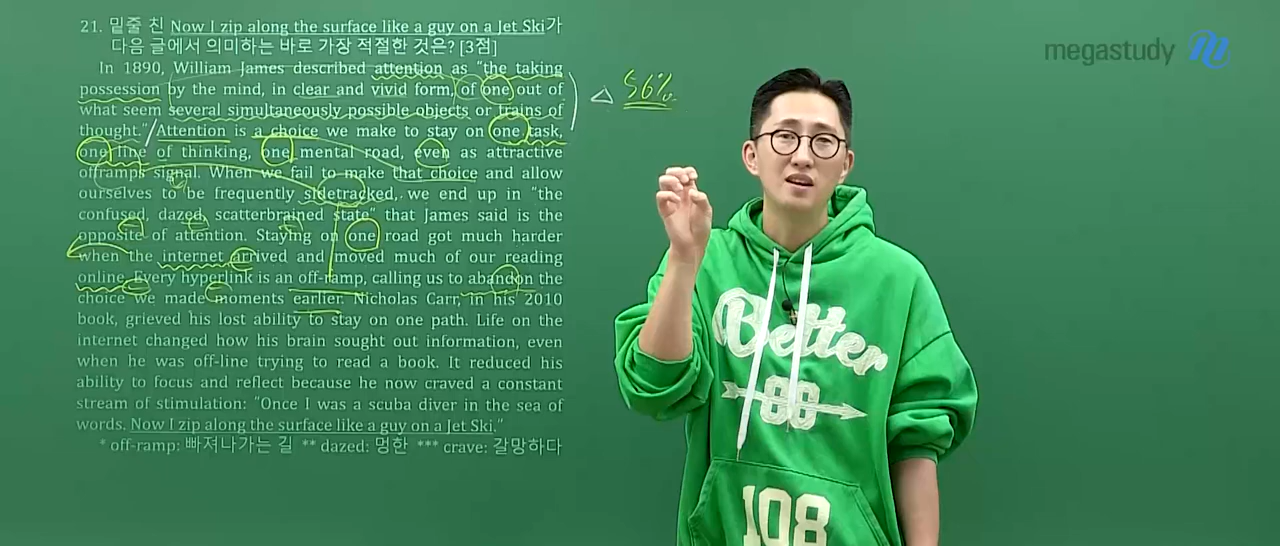 21. 밑줄 친 Now I zip along the surface like a guy on a Jet Ski가
다음 글에서 의미하는 바로 가장 적절한 것은? [3점]
In 1890, William James described attention as “the taking
possession by the mind, in clear and vivid form, of one out of
what seem several simultaneously possible objects or trains of
thought.” Attention is a choice we make to stay on one task,
one line of thinking, one mental road, even as attractive
off-ramps signal. When we fail to make that choice and allow
ourselves to be frequently sidetracked, we end up in “the
confused, dazed, scatterbrained state” that James said is the
opposite of attention. Staying on one road got much harder
when the internet arrived and moved much of our reading
online. Every hyperlink is an off-ramp, calling us to abandon the
choice we made moments earlier. Nicholas Carr, in his 2010
book, grieved his lost ability to stay on one path. Life on the
internet changed how his brain sought out information, even
when he was off-line trying to read a book. It reduced his
ability to focus and reflect because he now craved a constant
stream of stimulation: “Once I was a scuba diver in the sea of
words. Now I zip along the surface like a guy on a Jet Ski.”
* off-ramp: 빠져나가는 길 ** dazed: 멍한 *** crave: 갈망하다
56%
megastudy
Better
88
108